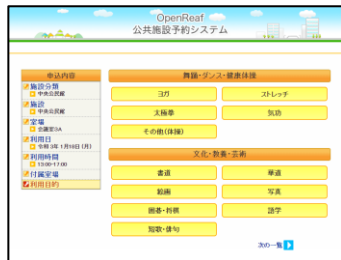 OpenReaf
公共施設予約システム
申込内容
施設分類
中央公民館
施設
中央公民館
室場
会議室3A
利用日
令和3年1月18日(月)
利用時間
13:00-17:00
付属室場
利用目的
舞踊・ダンス・健康体操
ヨガ
ストレッチ
太極拳
気功
その他(体操)
文化・教養・芸術
書道
華道
絵画
写真
囲碁・将棋
語学
短歌・俳句
次の一覧